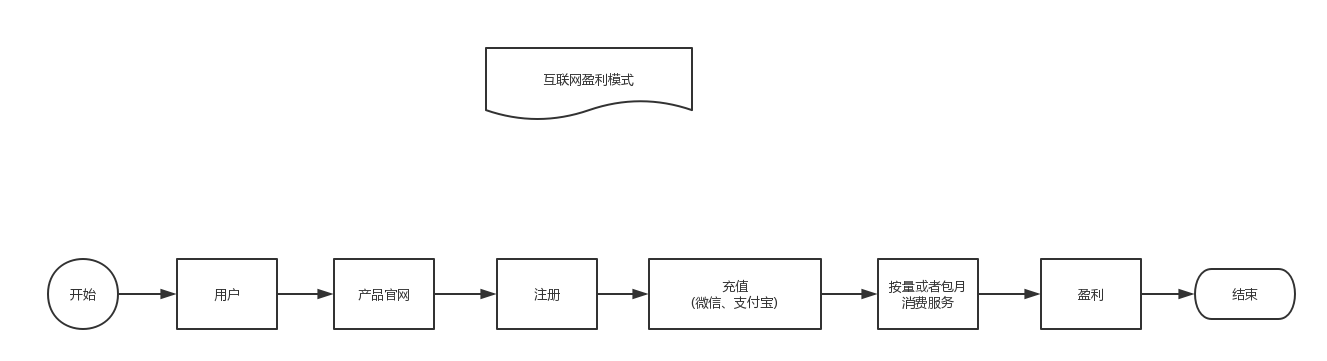 互联网盈利模式
开始
用户
产品官网
注册
充值
(微信、支付宝)
按量或者包月
消费服务
盈利
结束